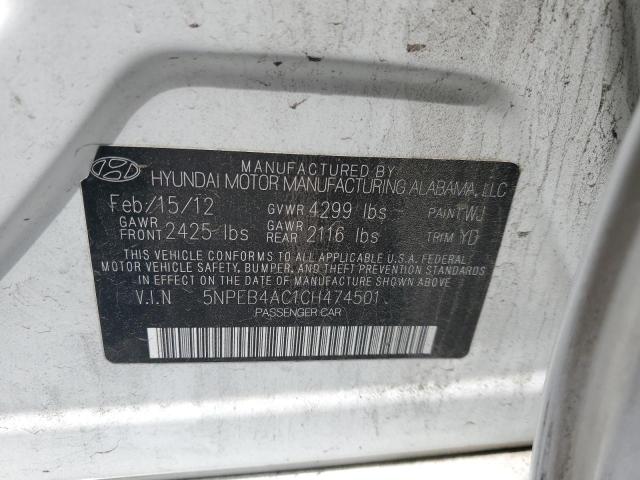 MANUFACTURED BY
HYUNDAI MOTOR MANUFACTURING ALABAMA, LLC
Feb/15/12 GVWR 4299 lbs PAINT WJ
GAWR FRONT 2425 lbs GAWR REAR 2116 lbs TRIM YD
THIS VEHICLE CONFORMS TO ALL APPLICABLE U.S.A. FEDERAL
MOTOR VEHICLE SAFETY, BUMPER, AND THEFT PREVENTION STANDARDS
IN EFFECT ON THE DATE OF MANUFACTURE SHOWN ABOVE.
V.I.N 5NPEB4AC1CH474501
PASSENGER CAR